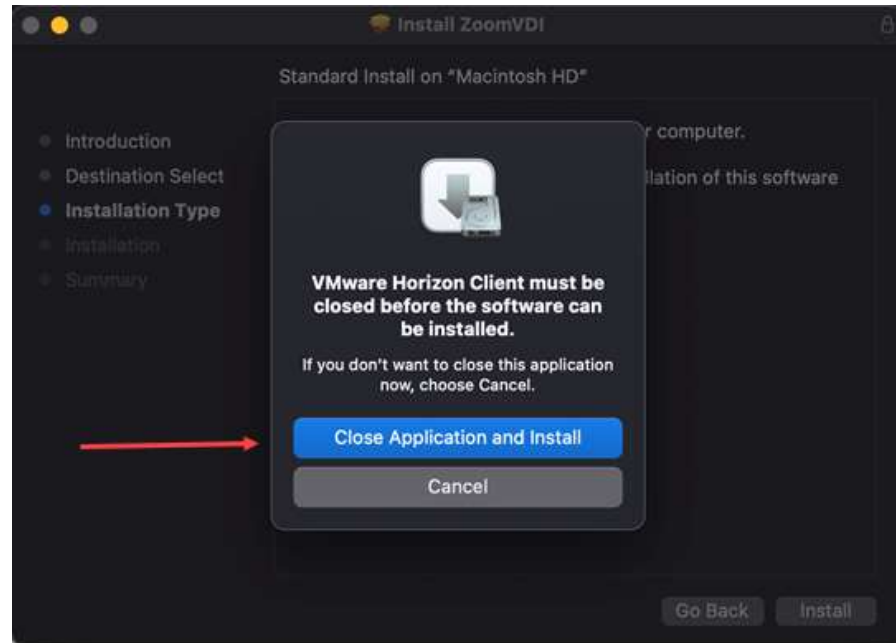 Install ZoomVDI
Standard Install on "Macintosh HD"
Introduction
Destination Select
Installation Type
Installation
Summary
computer.
lation of this software
VMware Horizon Client must be
closed before the software can
be installed.
If you don't want to close this application
now, choose Cancel.
Close Application and Install
Cancel
Go Back
Install